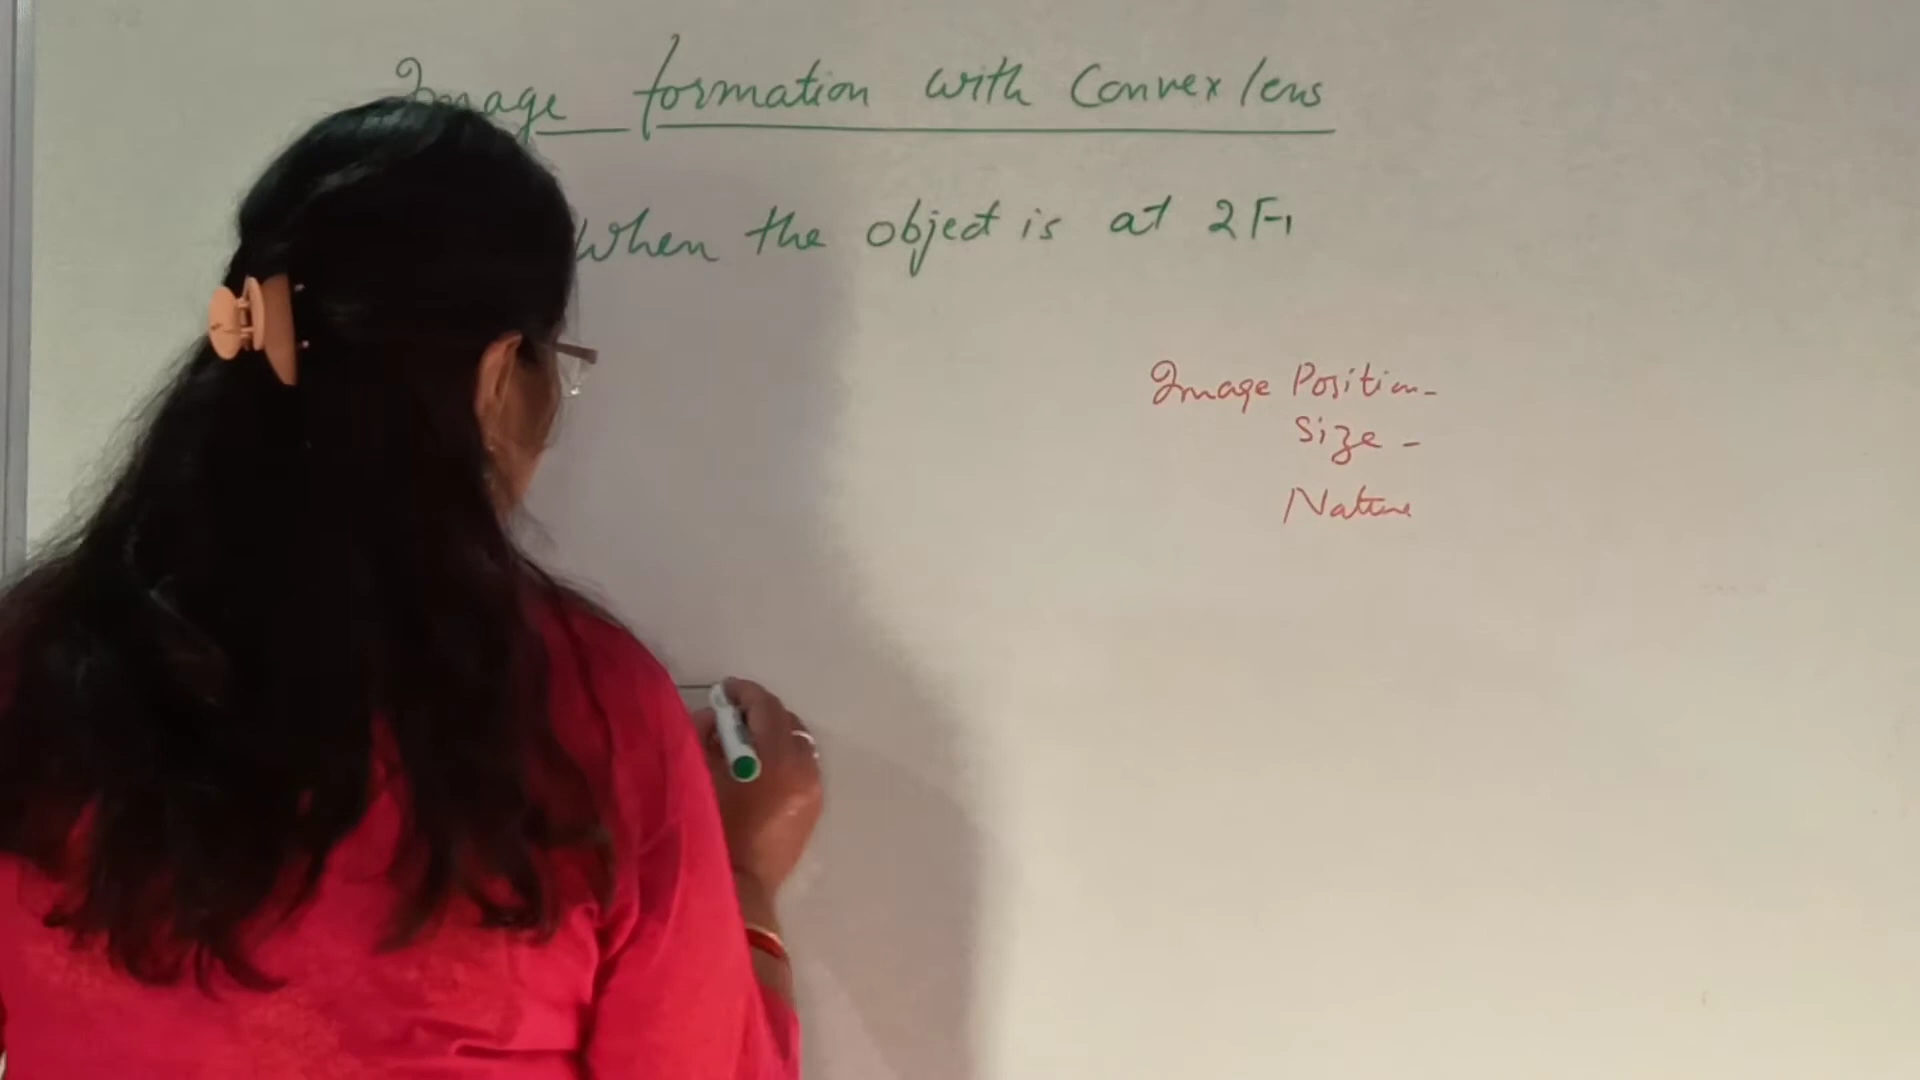 Image formation with Convex lens
When the object is at 2F1
Image Position-
Size -
Nature